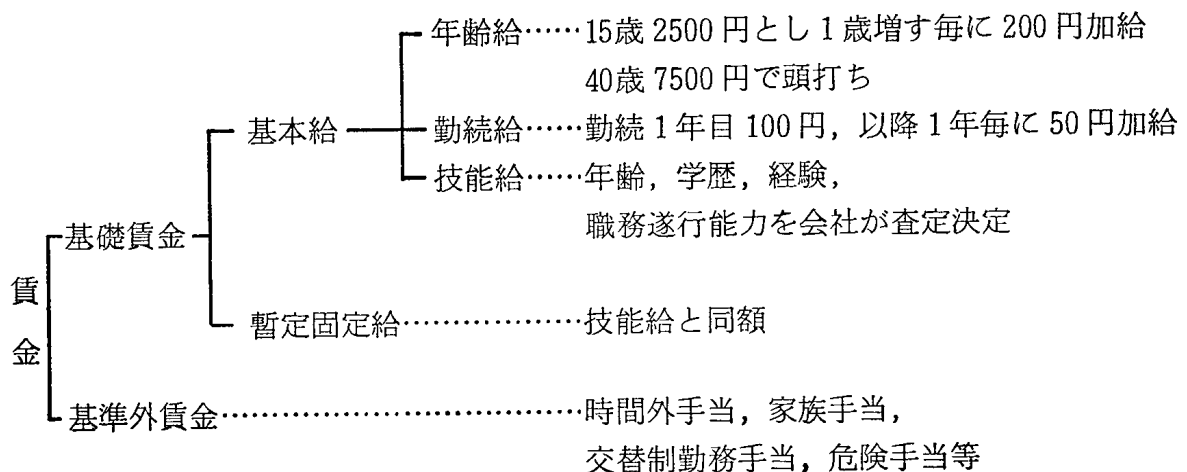 年齢給……15歳 2500 円とし 1 歳増す毎に 200 円加給
40歳 7500 円で頭打ち
基本給
勤続給……勤続 1 年目 100 円，以降 1 年毎に 50 円加給
技能給……年齢，学歴，経験，
職務遂行能力を会社が査定決定
基礎賃金
賃金
暫定固定給………………技能給と同額
基準外賃金………………………………時間外手当，家族手当，
交替制勤務手当，危険手当等